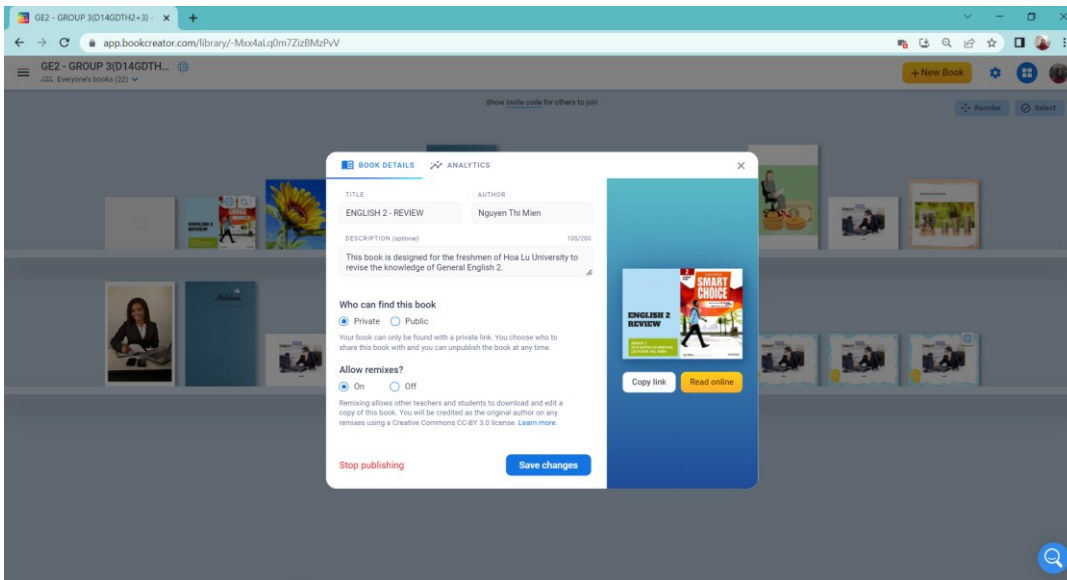 GE2 - GROUP 3(D14GDTH2+3) -
app.bookcreator.com/library/-Mxx4aLq0m7ZizBMzPvV
GE2 - GROUP 3(D14GDTH...
Everyone's books (22)
+ New Book
Show invite code for others to join
Reorder
Select
BOOK DETAILS
ANALYTICS
TITLE
AUTHOR
ENGLISH 2 - REVIEW
Nguyen Thi Mien
DESCRIPTION (optional)
105/200
This book is designed for the freshmen of Hoa Lu University to
revise the knowledge of General English 2.
Who can find this book
Private
Public
Your book can only be found with a private link. You choose who to
share this book with and you can unpublish the book at any time.
Allow remixes?
On
Off
Remixing allows other teachers and students to download and edit a
copy of this book. You will be credited as the original author on any
remixes using a Creative Commons CC-BY 3.0 license. Learn more.
Stop publishing
Save changes
2
SMART
CHOICE
ENGLISH 2
REVIEW
Copy link
Read online